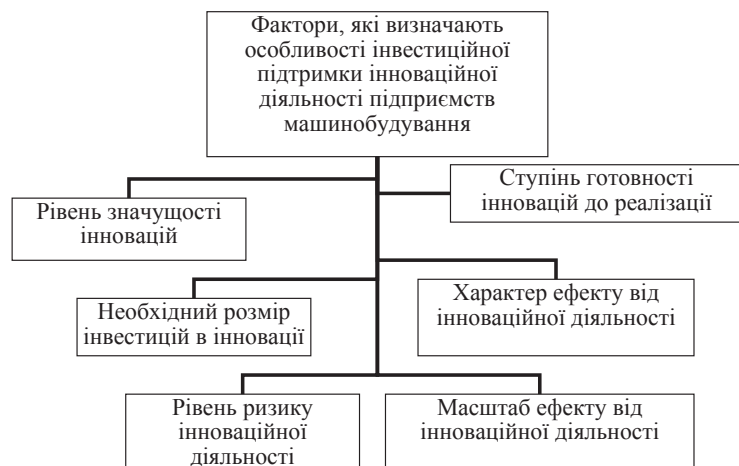 Фактори, які визначають
особливості інвестиційної
підтримки інноваційної
діяльності підприємств
машинобудування
Ступінь готовності
інновацій до реалізації
Рівень значущості
інновацій
Характер ефекту від
інноваційної діяльності
Необхідний розмір
інвестицій в інновації
Рівень ризику
інноваційної
діяльності
Масштаб ефекту від
інноваційної діяльності